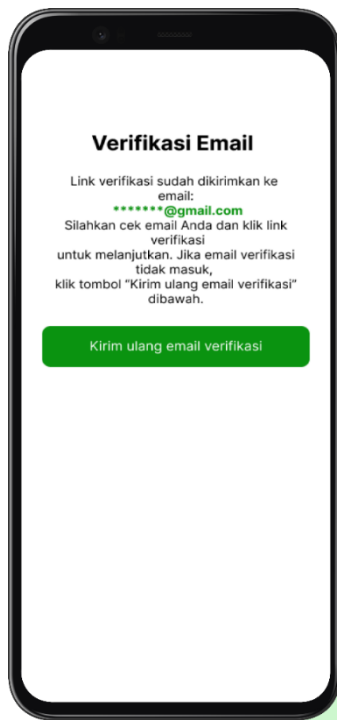 Verifikasi Email
Link verifikasi sudah dikirimkan ke
email:
*******@gmail.com
Silahkan cek email Anda dan klik link
verifikasi
untuk melanjutkan. Jika email verifikasi
tidak masuk,
klik tombol "Kirim ulang email verifikasi"
dibawah.
Kirim ulang email verifikasi